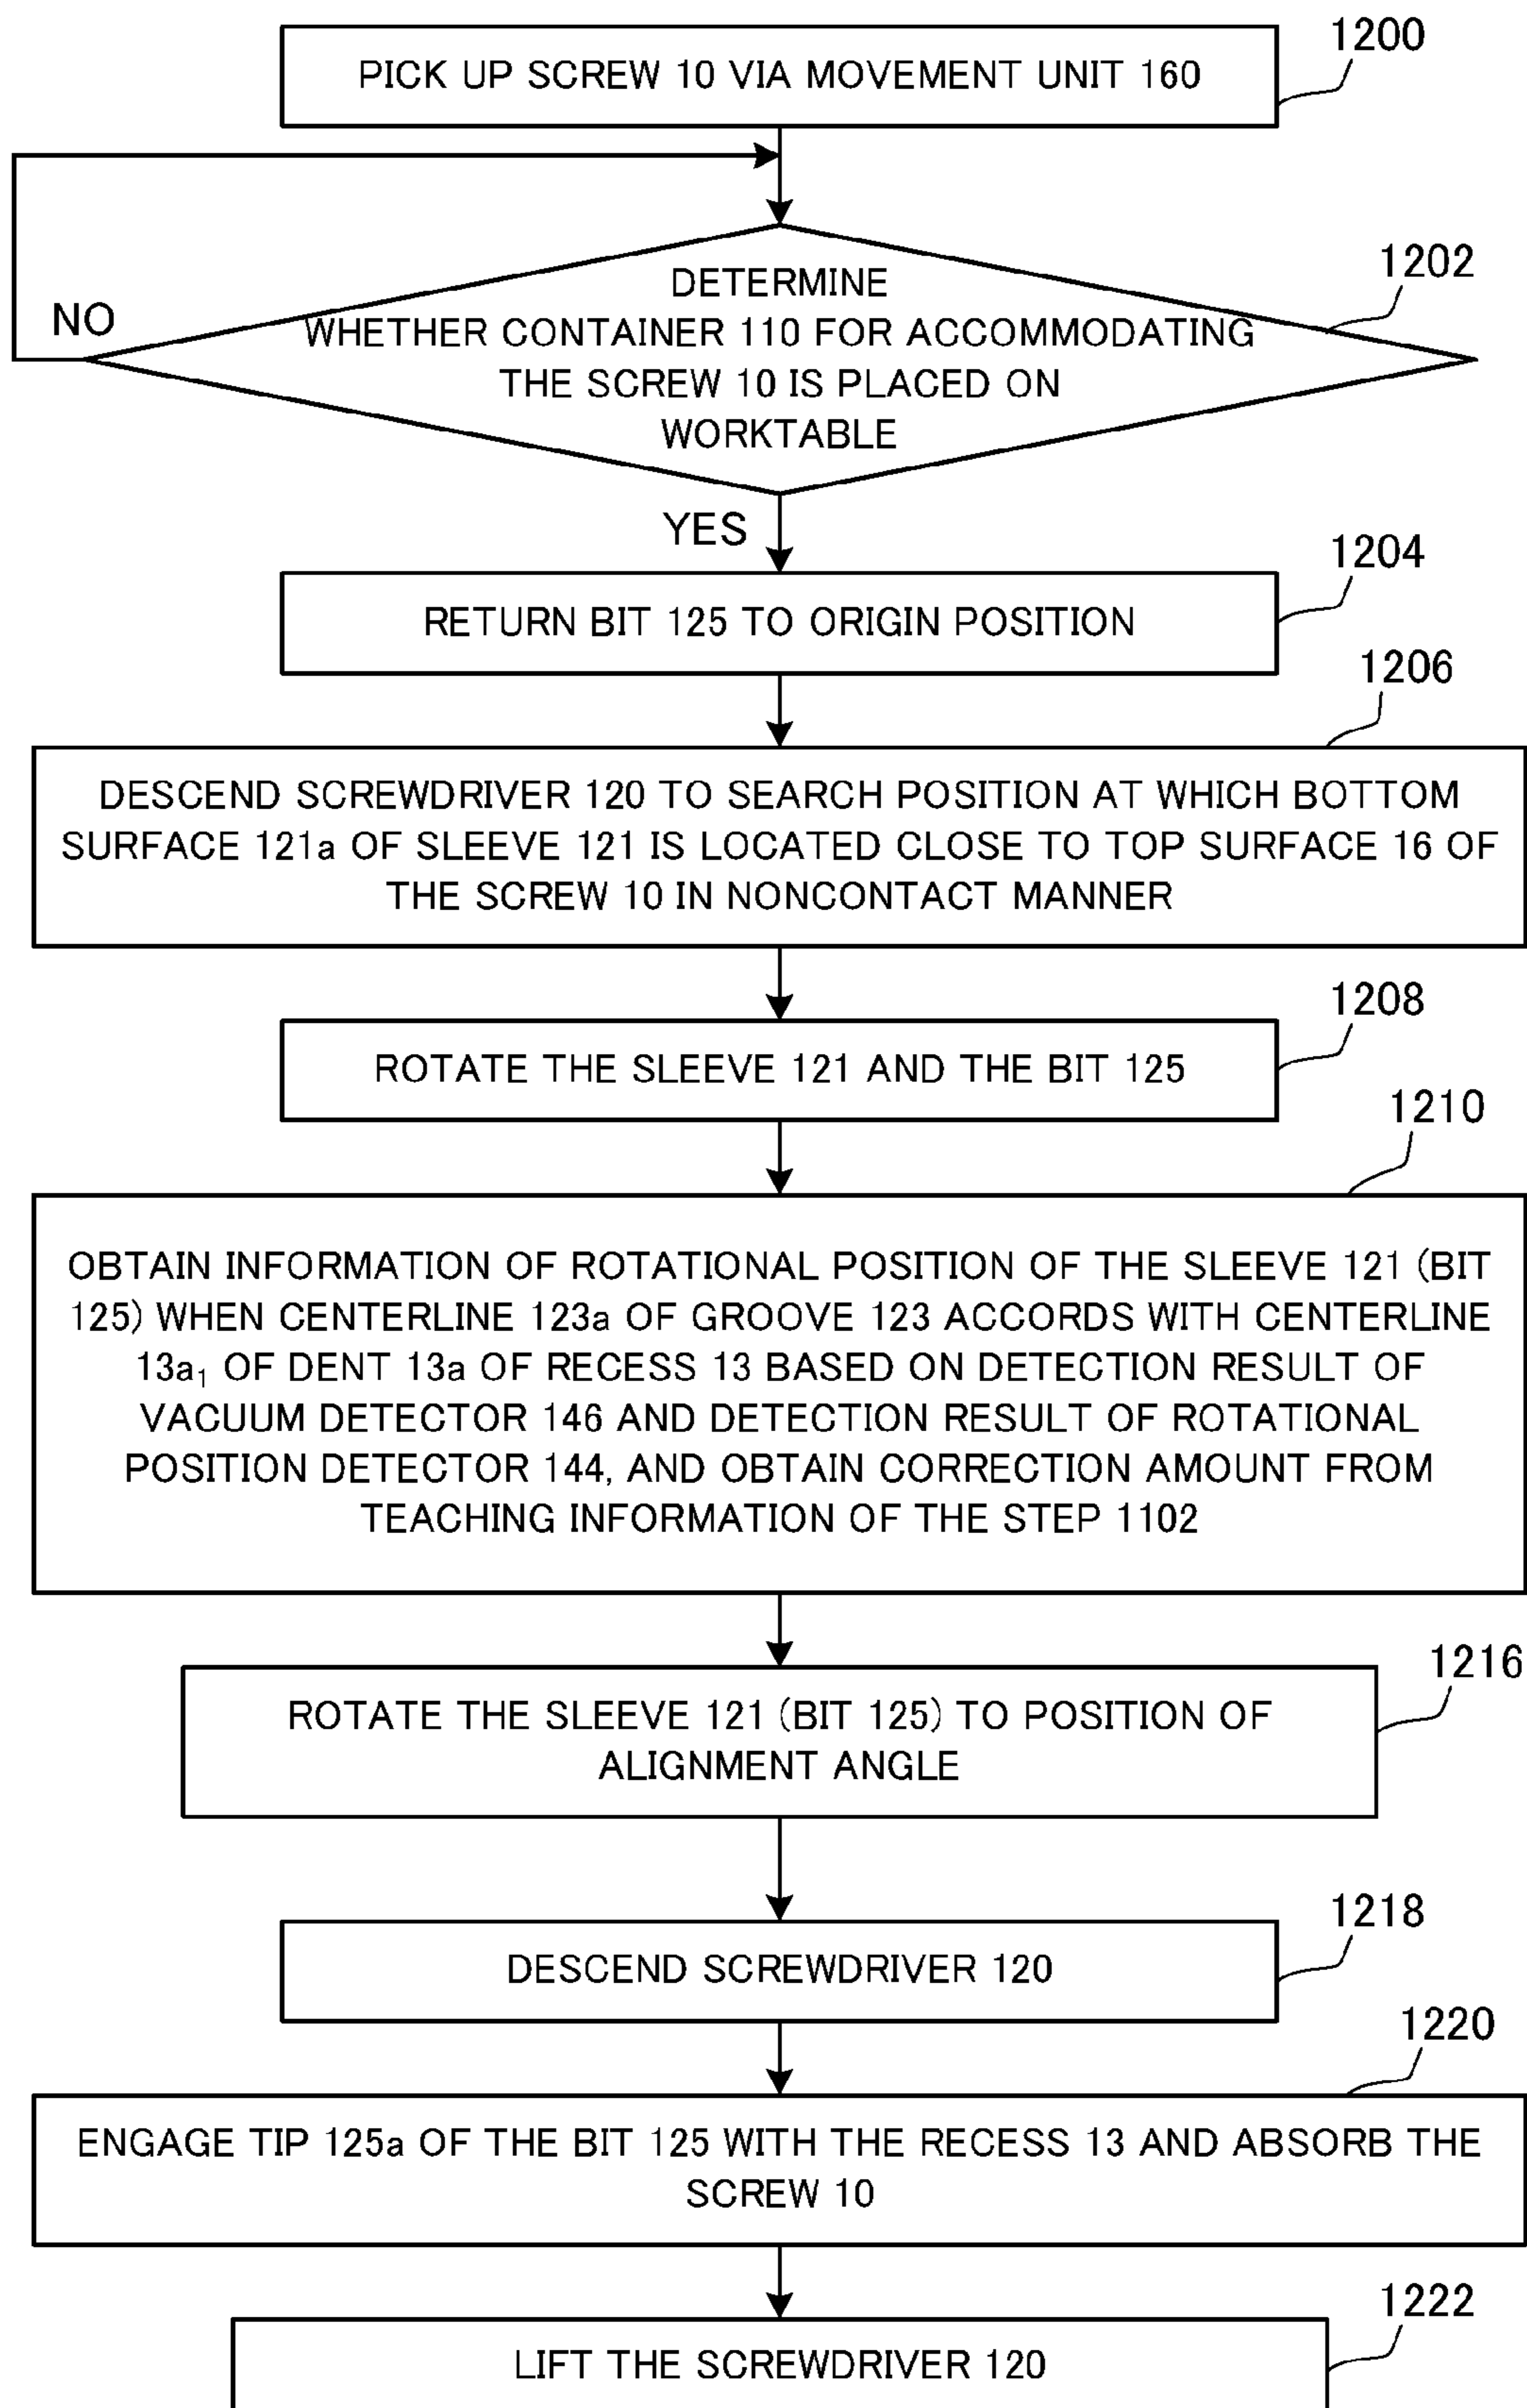 1200
PICK UP SCREW 10 VIA MOVEMENT UNIT 160
1202
DETERMINE
WHETHER CONTAINER 110 FOR ACCOMMODATING
THE SCREW 10 IS PLACED ON
WORKTABLE
NO
YES
1204
RETURN BIT 125 TO ORIGIN POSITION
1206
DESCEND SCREWDRIVER 120 TO SEARCH POSITION AT WHICH BOTTOM
SURFACE 121a OF SLEEVE 121 IS LOCATED CLOSE TO TOP SURFACE 16 OF
THE SCREW 10 IN NONCONTACT MANNER
1208
ROTATE THE SLEEVE 121 AND THE BIT 125
1210
OBTAIN INFORMATION OF ROTATIONAL POSITION OF THE SLEEVE 121 (BIT
125) WHEN CENTERLINE 123a OF GROOVE 123 ACCORDS WITH CENTERLINE
13a₁ OF DENT 13a OF RECESS 13 BASED ON DETECTION RESULT OF
VACUUM DETECTOR 146 AND DETECTION RESULT OF ROTATIONAL
POSITION DETECTOR 144, AND OBTAIN CORRECTION AMOUNT FROM
TEACHING INFORMATION OF THE STEP 1102
1216
ROTATE THE SLEEVE 121 (BIT 125) TO POSITION OF
ALIGNMENT ANGLE
1218
DESCEND SCREWDRIVER 120
1220
ENGAGE TIP 125a OF THE BIT 125 WITH THE RECESS 13 AND ABSORB THE
SCREW 10
1222
LIFT THE SCREWDRIVER 120